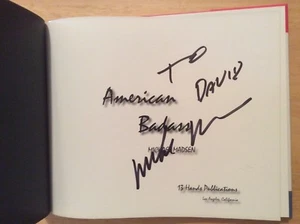 TO
DAVID
American
Badass
MICHAEL MADSEN
13 Hands Publications
Los Angeles, California